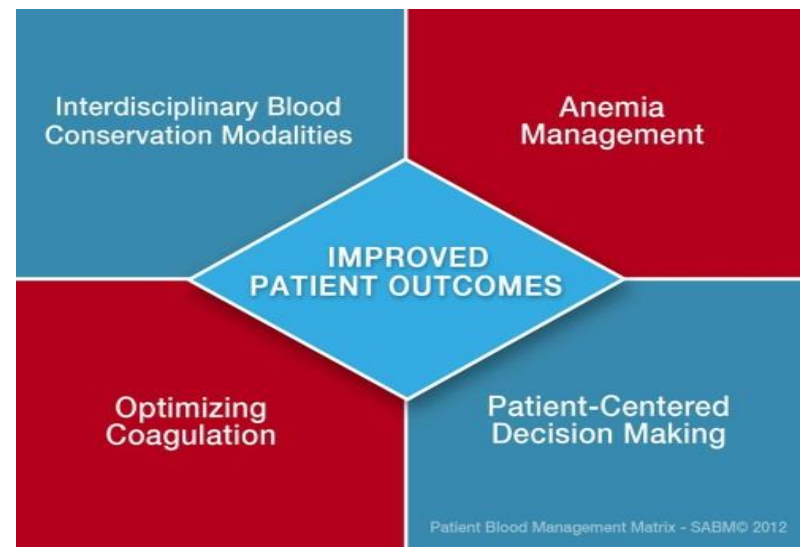 Interdisciplinary Blood
Conservation Modalities
Anemia
Management
IMPROVED
PATIENT OUTCOMES
Optimizing
Coagulation
Patient-Centered
Decision Making
Patient Blood Management Matrix - SABM© 2012